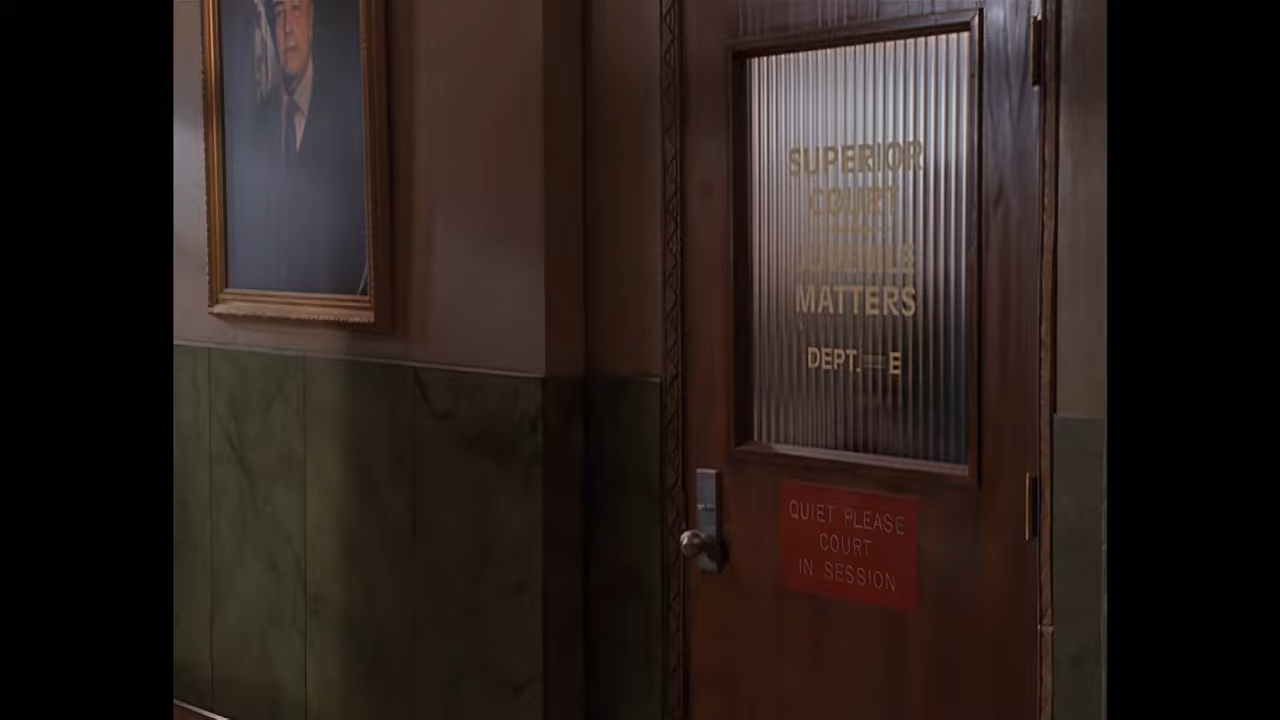 SUPERIOR
COURT
MATTERS
DEPT. E
QUIET PLEASE
COURT
IN SESSION